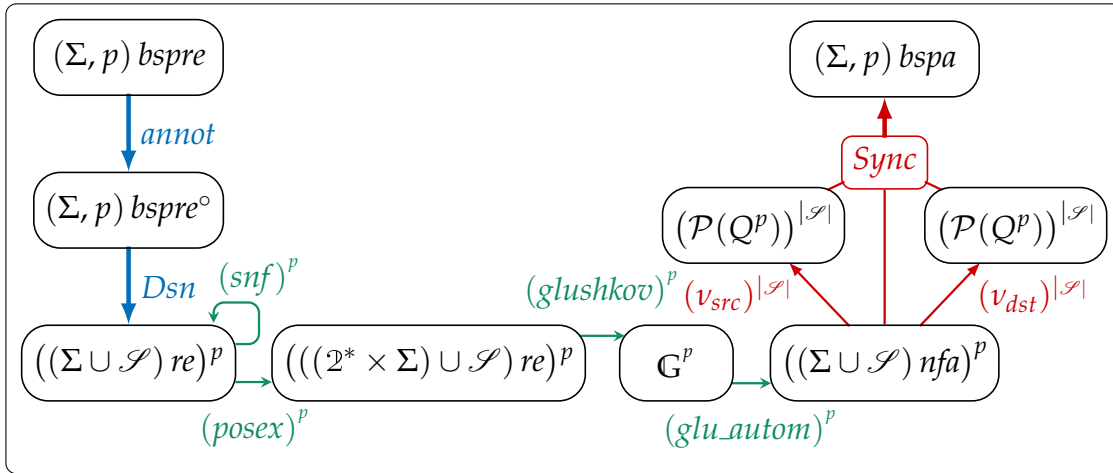 (Σ, p) bspre
(Σ, p) bspa
annot
Sync
(Σ, p) bspre°
(𝒫(Q^p))^|𝒮|
(𝒫(Q^p))^|𝒮|
Dsn
(snf)^p
(glushkov)^p
(ν_src)^|𝒮|
(ν_dst)^|𝒮|
((Σ ∪ 𝒮) re)^p
(((𝟚* × Σ) ∪ 𝒮) re)^p
𝔾^p
((Σ ∪ 𝒮) nfa)^p
(posex)^p
(glu_autom)^p